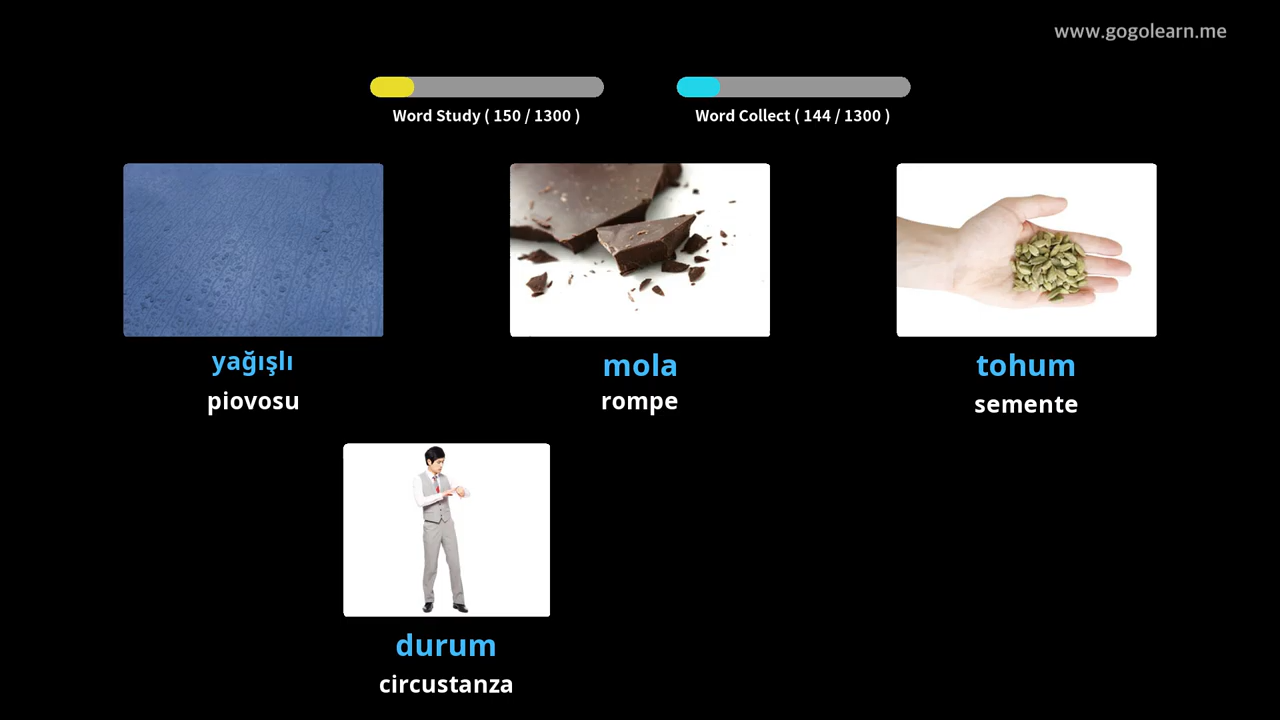 www.gogolearn.me
Word Study ( 150 / 1300 )
Word Collect ( 144 / 1300 )
yağışlı
mola
tohum
piovosu
rompe
semente
durum
circustanza